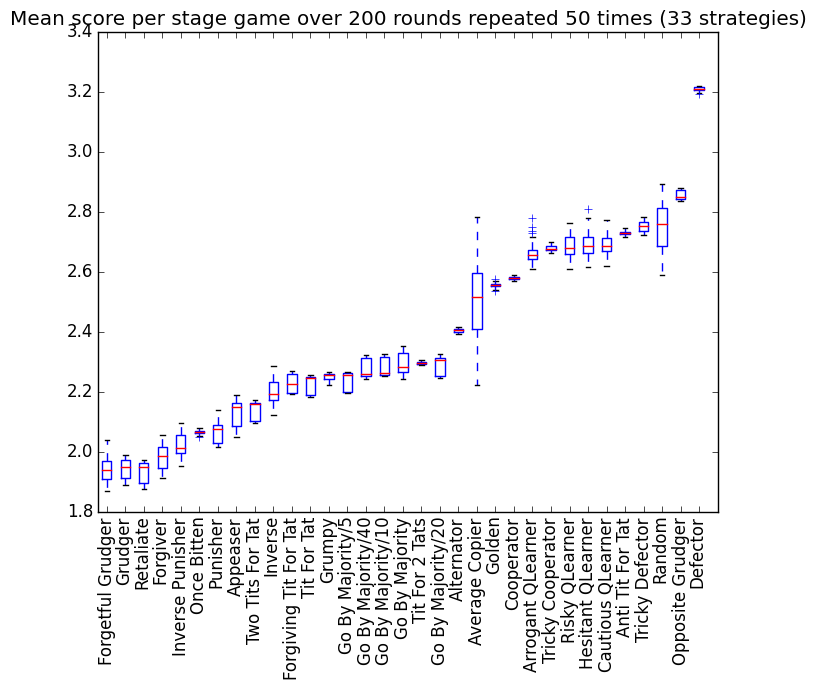 Mean score per stage game over 200 rounds repeated 50 times (33 strategies)
3.4
3.2
3.0
2.8
2.6
2.4
2.2
2.0
1.8
Forgetful Grudger
Grudger
Retaliate
Forgiver
Inverse Punisher
Once Bitten
Punisher
Appeaser
Two Tits For Tat
Inverse
Forgiving Tit For Tat
Tit For Tat
Grumpy
Go By Majority/5
Go By Majority/40
Go By Majority/10
Go By Majority
Tit For 2 Tats
Go By Majority/20
Alternator
Average Copier
Golden
Cooperator
Arrogant QLearner
Tricky Cooperator
Risky QLearner
Hesitant QLearner
Cautious QLearner
Anti Tit For Tat
Tricky Defector
Random
Opposite Grudger
Defector